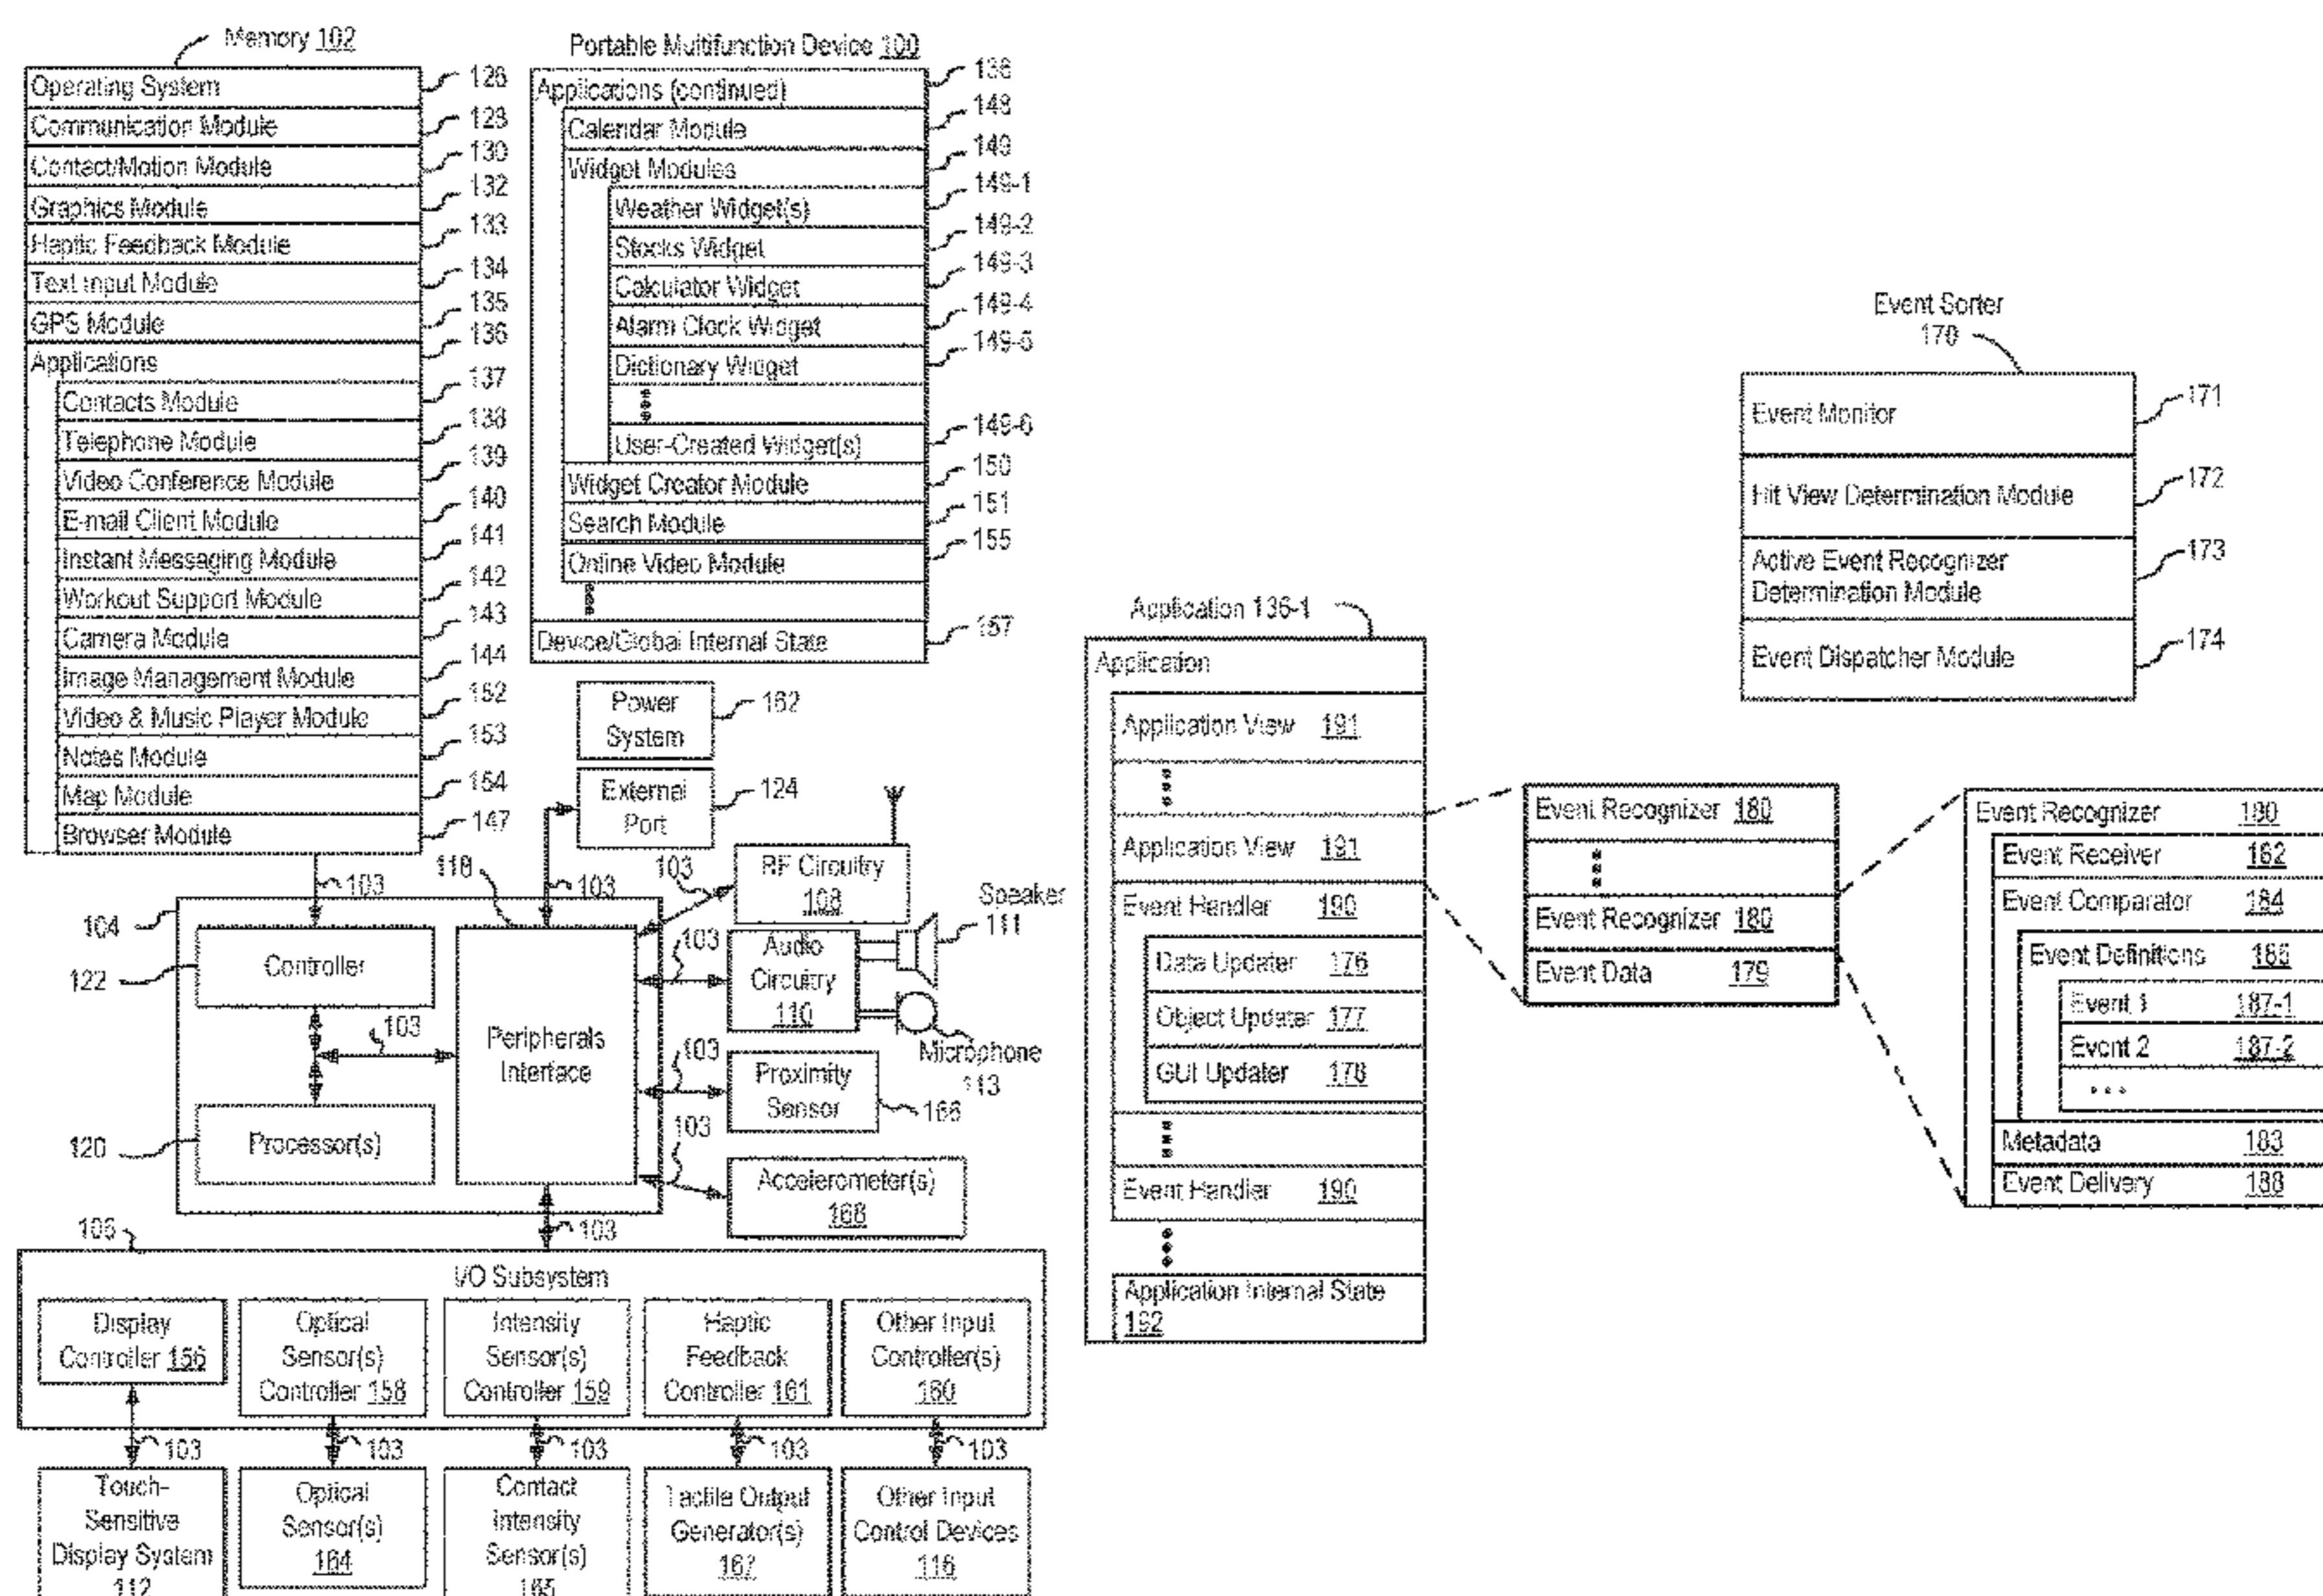 Memory 102
Operating System 126
Communication Module 128
Contact/Motion Module 130
Graphics Module 132
Haptic Feedback Module 133
Text Input Module 134
GPS Module 135
Applications 136
Contacts Module 137
Telephone Module 138
Video Conference Module 139
E-mail Client Module 140
Instant Messaging Module 141
Workout Support Module 142
Camera Module 143
Image Management Module 144
Video & Music Player Module 152
Notes Module 153
Map Module 154
Browser Module 147
Portable Multifunction Device 100
Applications (continued) 136
Calendar Module 148
Widget Modules 149
Weather Widget(s) 149-1
Stocks Widget 149-2
Calculator Widget 149-3
Alarm Clock Widget 149-4
Dictionary Widget 149-5
User-Created Widget(s) 149-6
Widget Creator Module 150
Search Module 151
Online Video Module 155
Device/Global Internal State 157
Power
System
162
External
Port
124
103
118
103
103
RF Circuitry
108
Speaker
111
104
122
Controller
103
Peripherals
Interface
103
Audio
Circuitry
110
Microphone
113
120
Processor(s)
103
Proximity
Sensor
166
103
Accelerometer(s)
168
103
106
I/O Subsystem
Display
Controller 156
Optical
Sensor(s)
Controller 158
Intensity
Sensor(s)
Controller 159
Haptic
Feedback
Controller 161
Other Input
Controller(s)
160
103
103
103
103
103
Touch-
Sensitive
Display System
112
Optical
Sensor(s)
164
Contact
Intensity
Sensor(s)
165
Tactile Output
Generator(s)
167
Other Input
Control Devices
116
Application 136-1
Application
Application View 191
Application View 191
Event Handler 190
Data Updater 176
Object Updater 177
GUI Updater 178
Event Handler 190
Application Internal State
192
Event Sorter
170
Event Monitor 171
Hit View Determination Module 172
Active Event Recognizer
Determination Module
173
Event Dispatcher Module 174
Event Recognizer 180
Event Recognizer 180
Event Data 179
Event Recognizer 180
Event Receiver 182
Event Comparator 184
Event Definitions 186
Event 1 187-1
Event 2 187-2
...
Metadata 183
Event Delivery 188